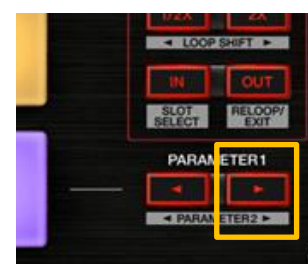 1/2X 2X
◄ LOOP SHIFT ►
IN OUT
SLOT SELECT RELOOP/ EXIT
PARAMETER1
◄ ►
◄ PARAMETER2 ►